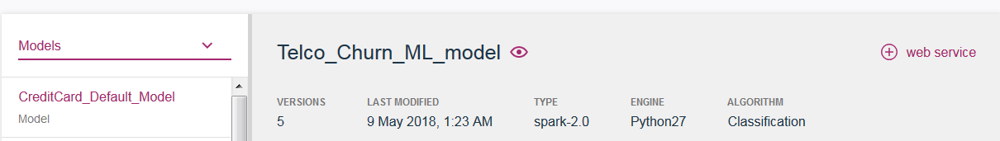 Models
CreditCard_Default_Model
Model
Telco_Churn_ML_model
web service
VERSIONS LAST MODIFIED TYPE ENGINE ALGORITHM
5 9 May 2018, 1:23 AM spark-2.0 Python27 Classification